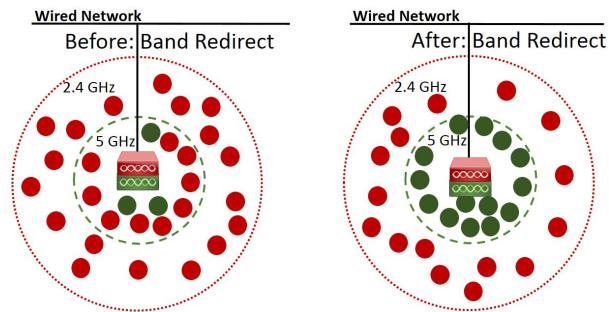 Wired Network
Before: Band Redirect
2.4 GHz
5 GHz
Wired Network
After: Band Redirect
2.4 GHz
5 GHz